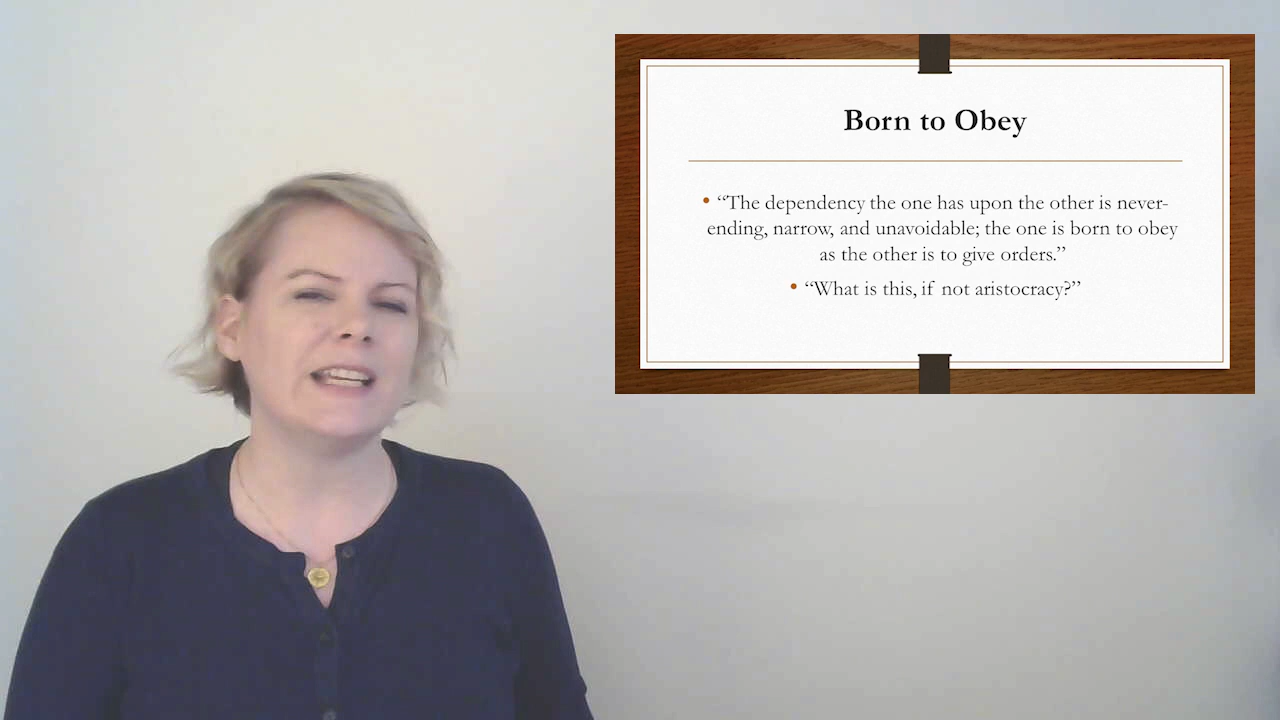 Born to Obey
• “The dependency the one has upon the other is never-
ending, narrow, and unavoidable; the one is born to obey
as the other is to give orders.”
• “What is this, if not aristocracy?”